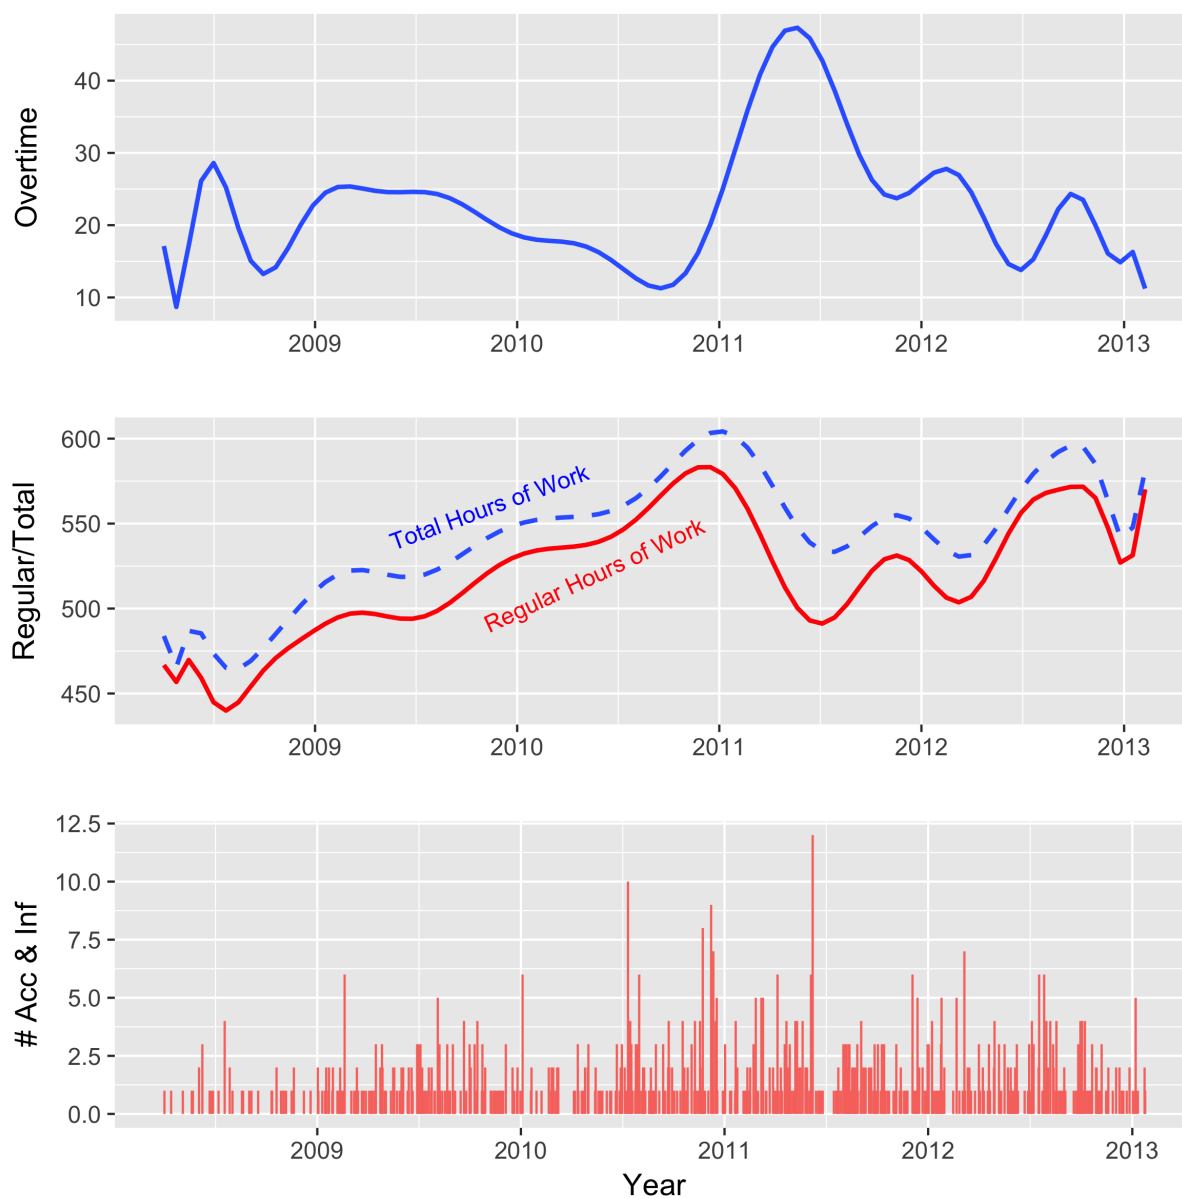 Overtime
40
30
20
10
2009 2010 2011 2012 2013
Regular/Total
600
550
500
450
Total Hours of Work
Regular Hours of Work
2009 2010 2011 2012 2013
# Acc & Inf
12.5
10.0
7.5
5.0
2.5
0.0
2009 2010 2011 2012 2013
Year